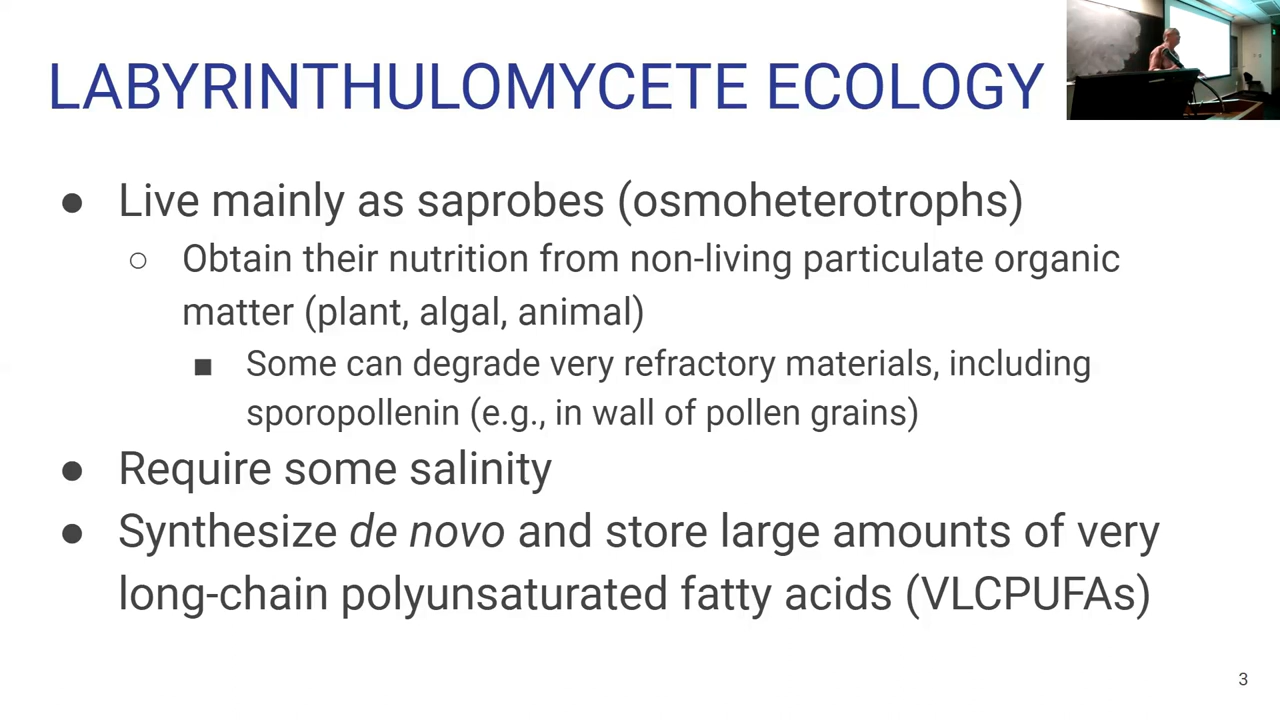 LABYRINTHULOMYCETE ECOLOGY
● Live mainly as saprobes (osmoheterotrophs)
○ Obtain their nutrition from non-living particulate organic
matter (plant, algal, animal)
■ Some can degrade very refractory materials, including
sporopollenin (e.g., in wall of pollen grains)
● Require some salinity
● Synthesize de novo and store large amounts of very
long-chain polyunsaturated fatty acids (VLCPUFAs)
3